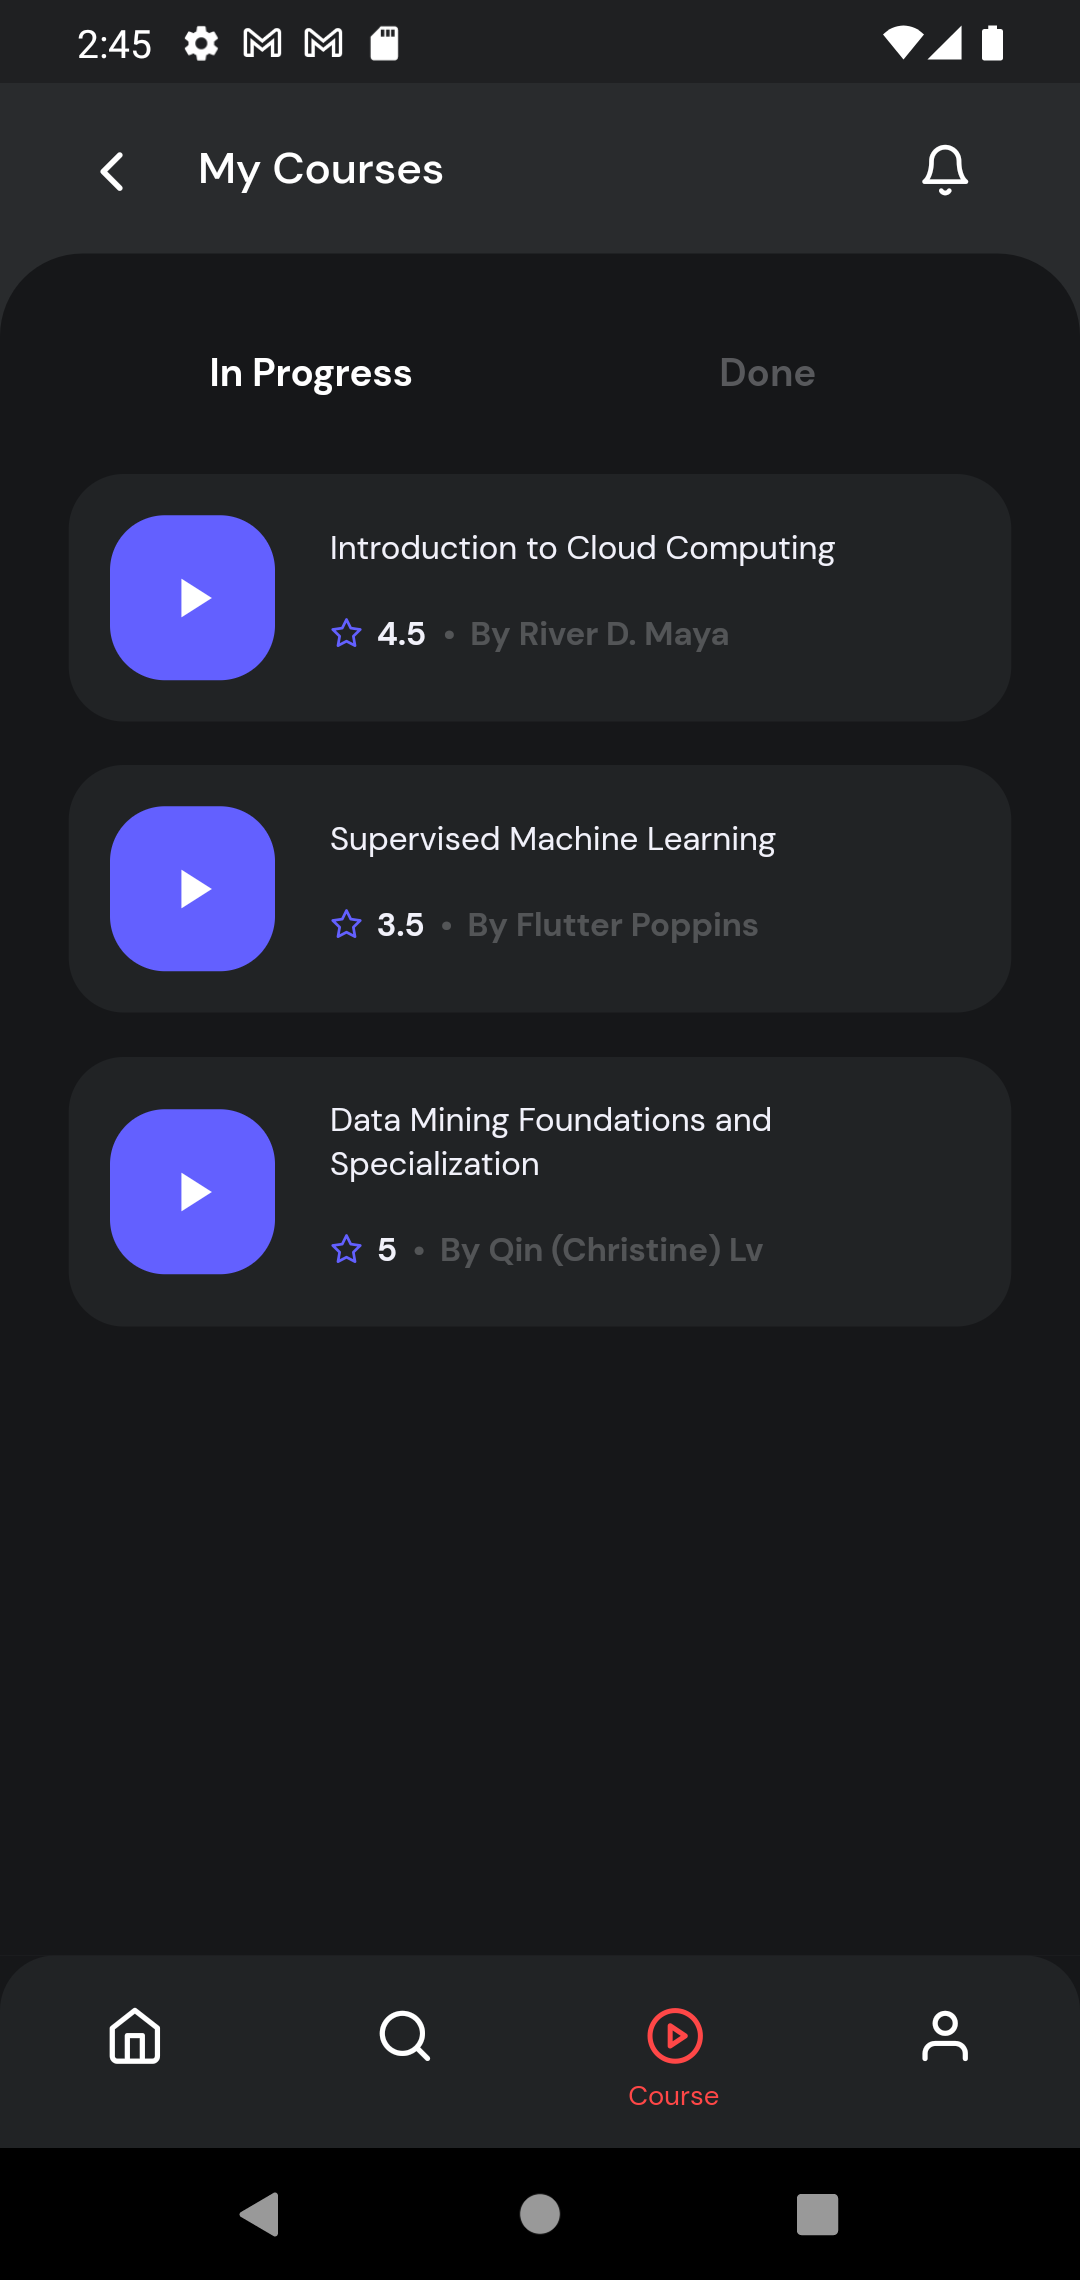 2:45
My Courses
In Progress
Done
Introduction to Cloud Computing
4.5 • By River D. Maya
Supervised Machine Learning
3.5 • By Flutter Poppins
Data Mining Foundations and
Specialization
5 • By Qin (Christine) Lv
Course